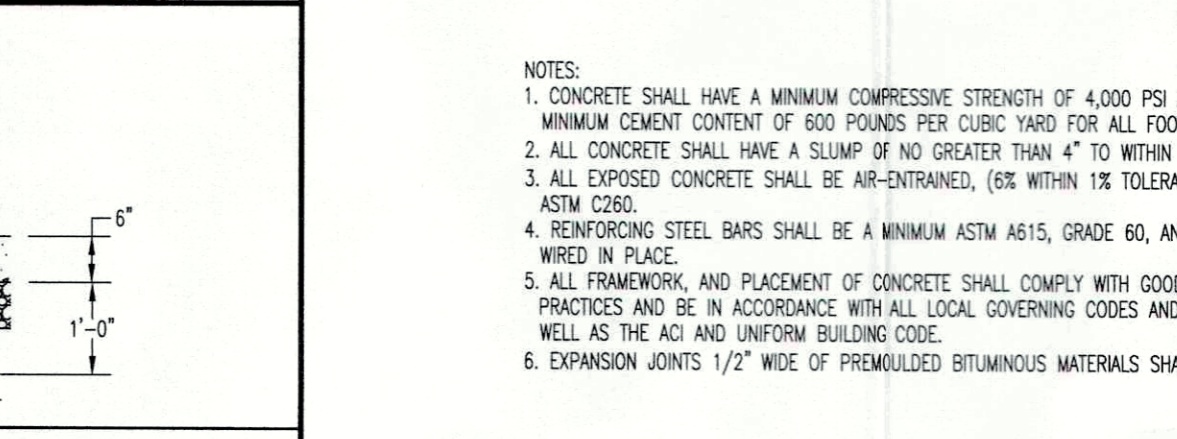 6"
1'-0"
NOTES:
1. CONCRETE SHALL HAVE A MINIMUM COMPRESSIVE STRENGTH OF 4,000 PSI
MINIMUM CEMENT CONTENT OF 600 POUNDS PER CUBIC YARD FOR ALL FOO
2. ALL CONCRETE SHALL HAVE A SLUMP OF NO GREATER THAN 4" TO WITHIN
3. ALL EXPOSED CONCRETE SHALL BE AIR-ENTRAINED, (6% WITHIN 1% TOLERA
ASTM C260.
4. REINFORCING STEEL BARS SHALL BE A MINIMUM ASTM A615, GRADE 60, AN
WIRED IN PLACE.
5. ALL FRAMEWORK, AND PLACEMENT OF CONCRETE SHALL COMPLY WITH GOOD
PRACTICES AND BE IN ACCORDANCE WITH ALL LOCAL GOVERNING CODES AND
WELL AS THE ACI AND UNIFORM BUILDING CODE.
6. EXPANSION JOINTS 1/2" WIDE OF PREMOULDED BITUMINOUS MATERIALS SHA